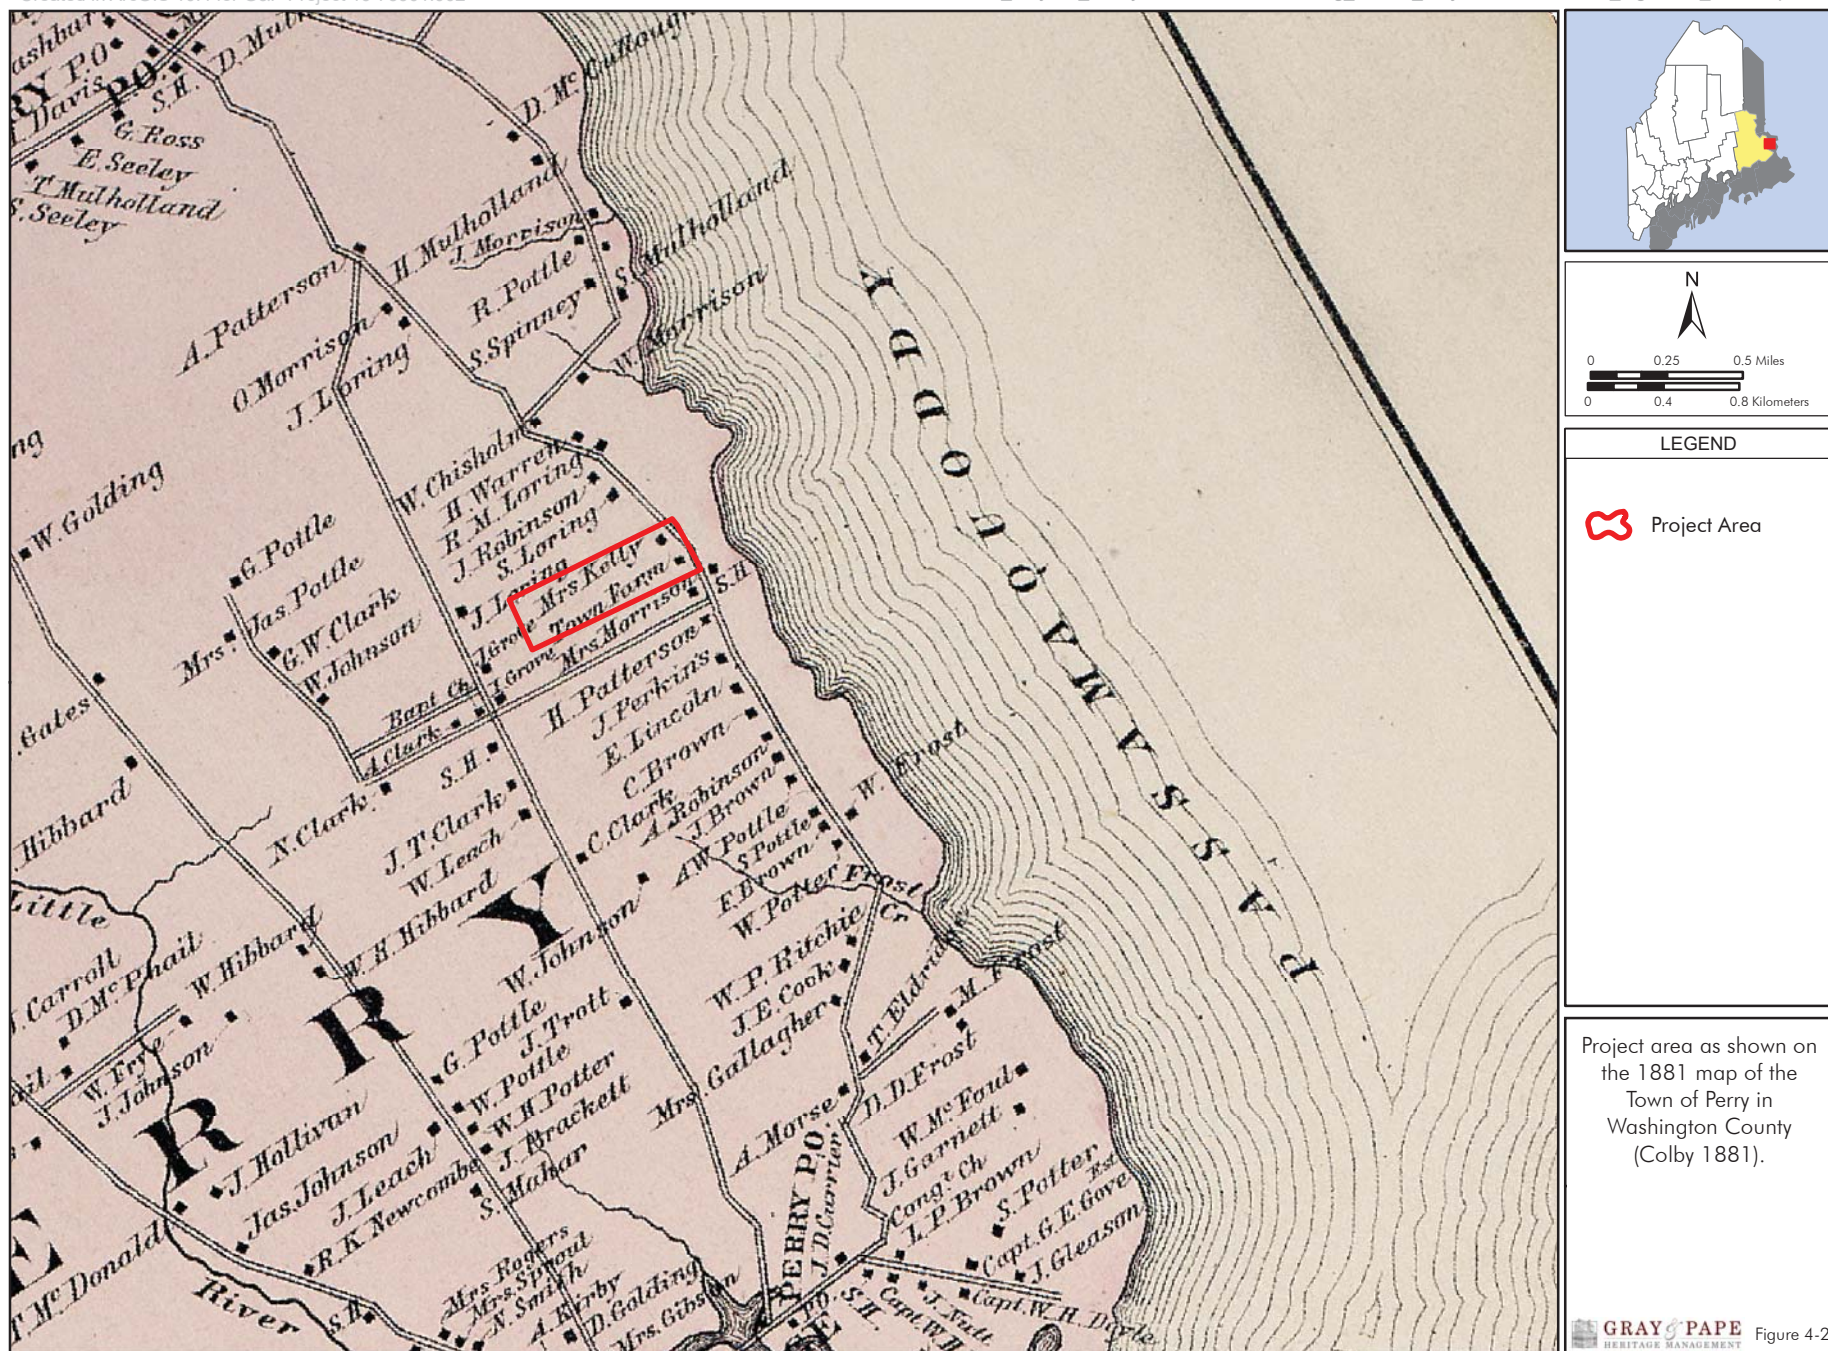 P.O.
S.H.
G. Ross
E. Seeley
T. Mulholland
S. Seeley
H. Mulholland
J. Morrison
R. Pottle
S. Spinney
S. Mulholland
W. Morrison
A. Patterson
O. Morrison
J. Loring
W. Chisholm
H. Warren
R M. Loring
J. Robinson
S. Loring
J. Loring
Mrs. Kelly
Town Farm
Mrs. Morrison
S.H
W. Golding
G. Pottle
Mrs. Jas. Pottle
G. W. Clark
W. Johnson
Bapt Ch.
A. Clark
N. Clark
S.H.
J. T. Clark
W. Leach
W. H. Hibbard
H. Patterson
J. Perkin's
E. Lincoln
C. Brown
C. Clark
A. Robinson
J. Brown
A.W. Pottle
S Pottle
F. Brown
W. Potter
W. Frost
Frost
Cr
Gates
Hibbard
Little
Carroll
D. Mc Phail
W. Hibbard
W. Frye
J. Johnson
W. Johnson
G. Pottle
J. Trott
W. Pottle
W. H. Potter
J. Brackett
S. Mahar
W. P. Ritchie
J. E. Cook
Mrs. Gallagher
M. Frost
D. D. Frost
W. Mc Faul
J. Garnett
Cong'l Ch
L. P. Brown
S. Potter Est
Capt. G. E. Gove
J. Gleason
A. Morse
PERRY P.O.
J. D. Currier
J. Hollivan
Jas. Johnson
J. Leach
R. K Newcombe
T. Mc Donald
River
S.H.
Mrs Rogers
Mrs. Sprout
N. Smith
A. Kirby
D. Golding
Mrs. Gibson
P.O.
S.H.
J. Nutt
Capt. W. H. Doyle
E R R Y
PASSAMAQUODDY
N
0 0.25 0.5 Miles
0 0.4 0.8 Kilometers
LEGEND
Project Area
Project area as shown on
the 1881 map of the
Town of Perry in
Washington County
(Colby 1881).
GRAY & PAPE
HERITAGE MANAGEMENT
Figure 4-2